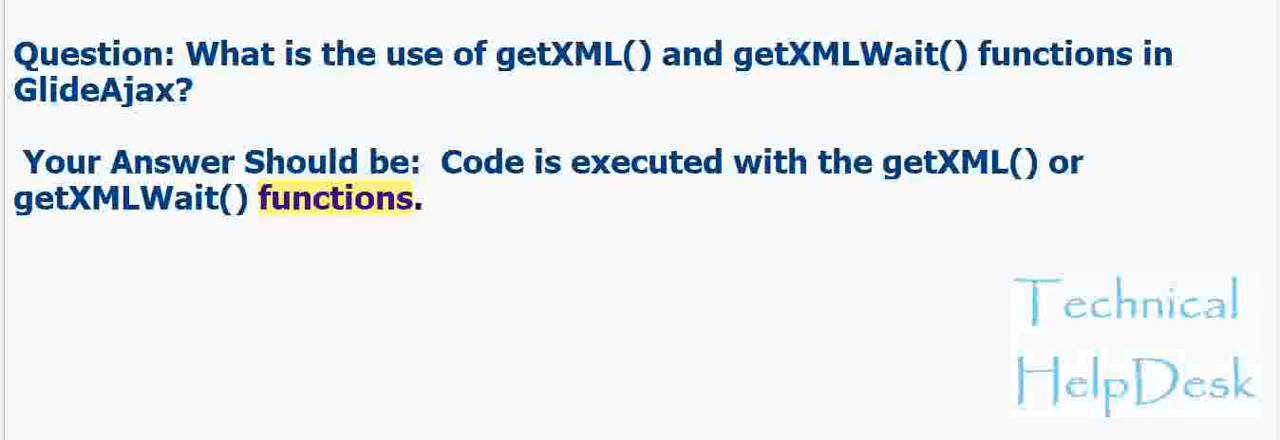 Question: What is the use of getXML() and getXMLWait() functions in
GlideAjax?
Your Answer Should be: Code is executed with the getXML() or
getXMLWait() functions.
Technical
HelpDesk